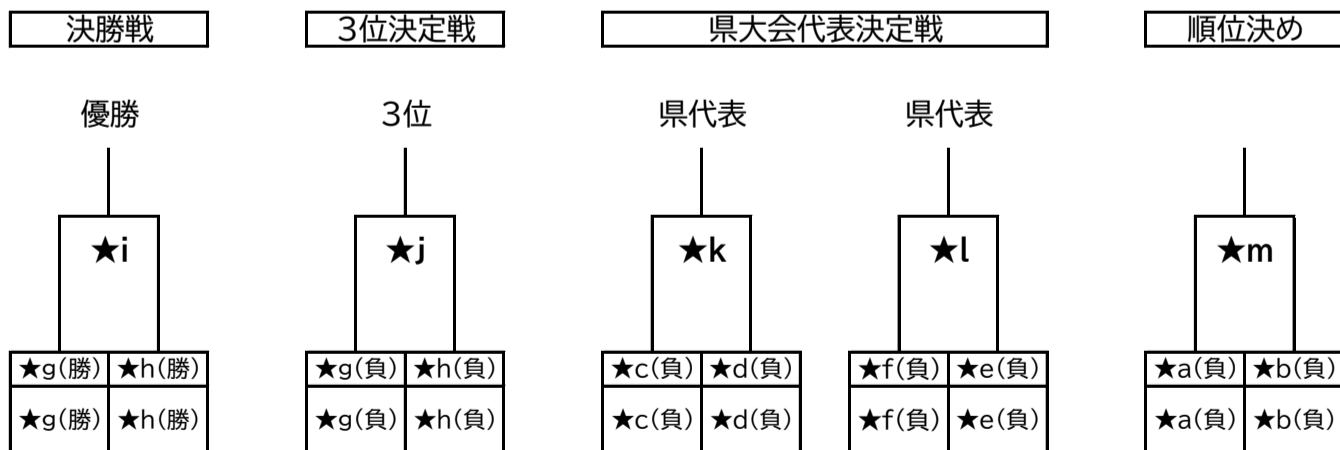 決勝戦 3位決定戦 県大会代表決定戦 順位決め
優勝 3位 県代表 県代表
★i ★j ★k ★l ★m
★g(勝) ★h(勝) ★g(負) ★h(負) ★c(負) ★d(負) ★f(負) ★e(負) ★a(負) ★b(負)
★g(勝) ★h(勝) ★g(負) ★h(負) ★c(負) ★d(負) ★f(負) ★e(負) ★a(負) ★b(負)